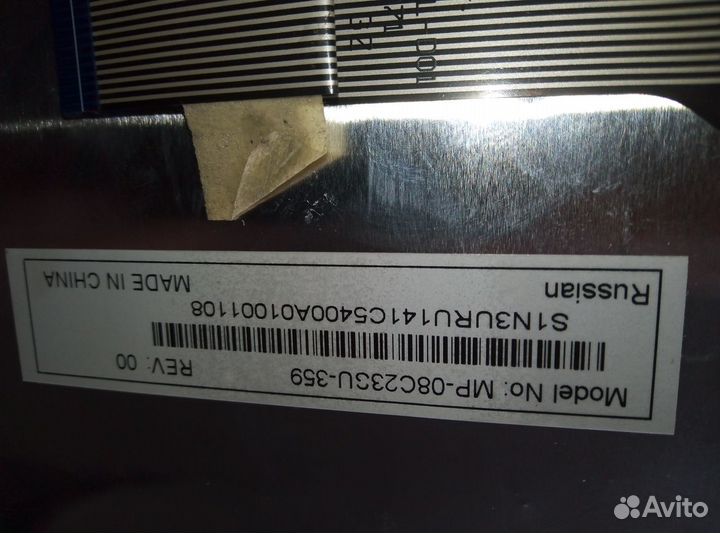 Model No: MP-08C23SU-359 REV: 00
S1N3URU141C5400A01001108
Russian MADE IN CHINA
Avito